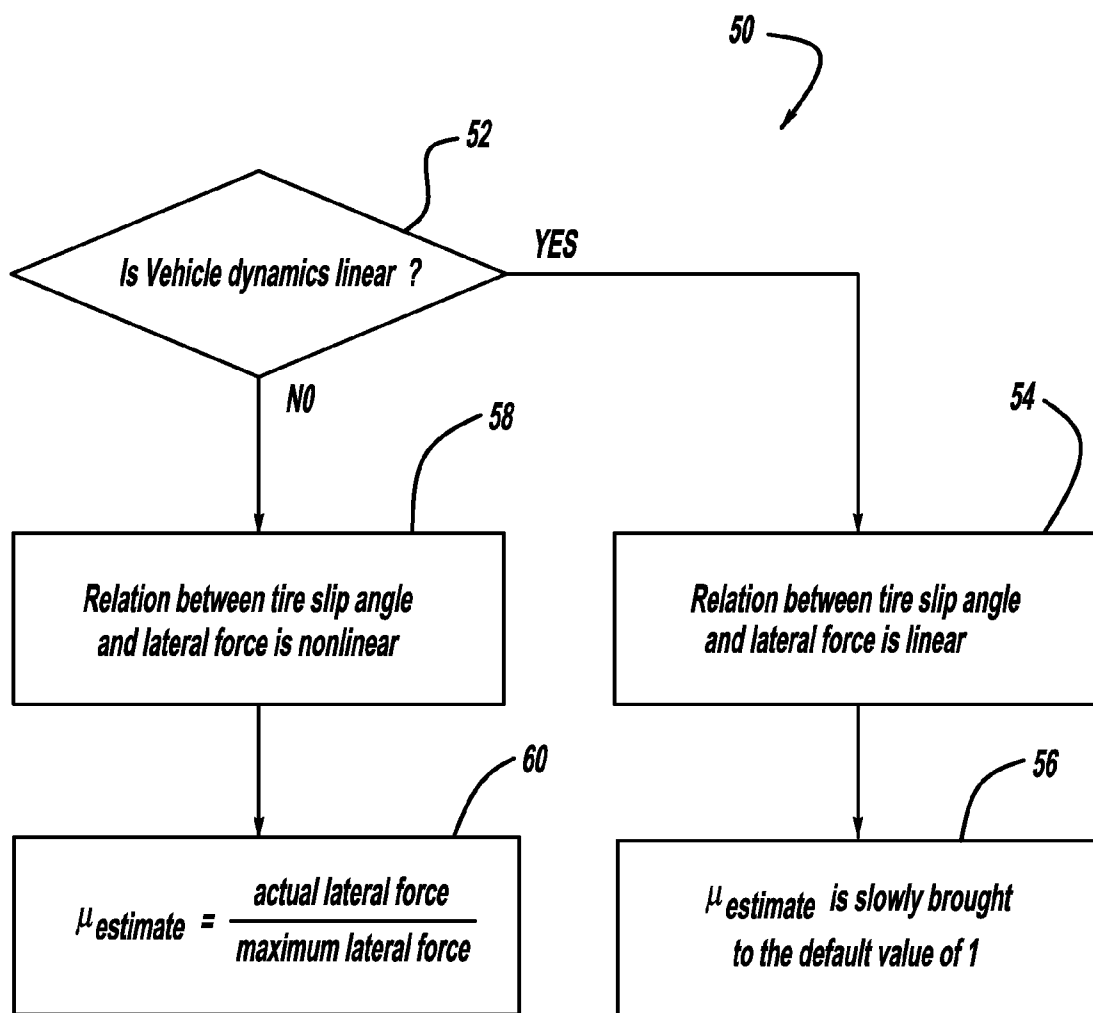 50
52
Is Vehicle dynamics linear ?
YES
NO
58
54
Relation between tire slip angle
and lateral force is nonlinear
Relation between tire slip angle
and lateral force is linear
60
56
μ estimate = actual lateral force
maximum lateral force
μ estimate is slowly brought
to the default value of 1